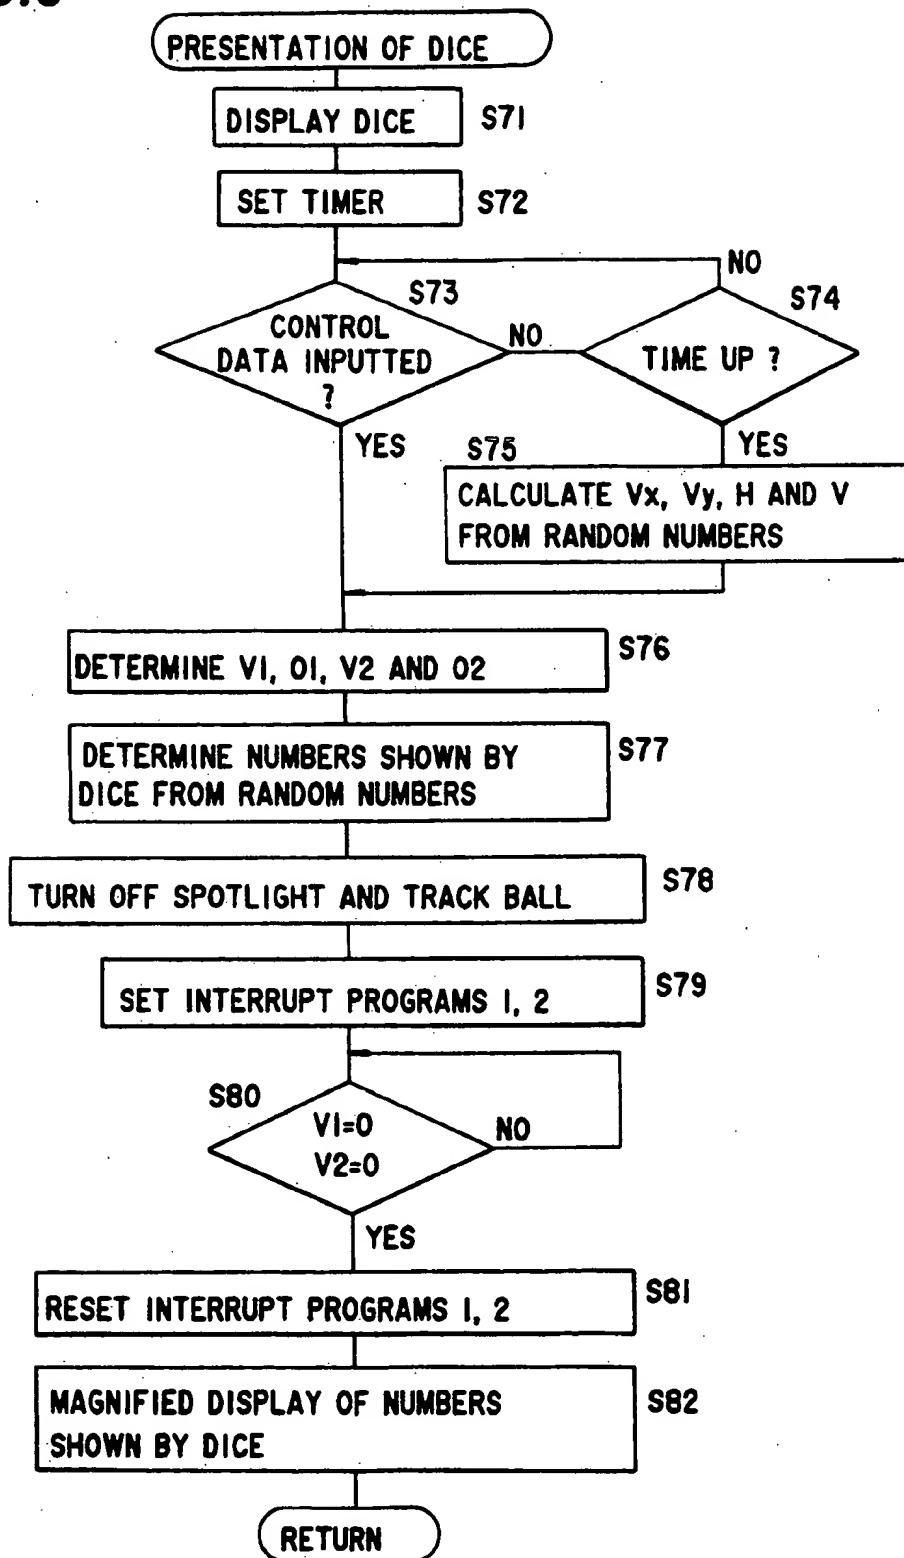 PRESENTATION OF DICE
DISPLAY DICE
S71
SET TIMER
S72
NO
S73
S74
CONTROL
DATA INPUTTED
?
NO
TIME UP ?
YES
S75
YES
CALCULATE Vx, Vy, H AND V
FROM RANDOM NUMBERS
DETERMINE V1, O1, V2 AND O2
S76
DETERMINE NUMBERS SHOWN BY
DICE FROM RANDOM NUMBERS
S77
TURN OFF SPOTLIGHT AND TRACK BALL
S78
SET INTERRUPT PROGRAMS 1, 2
S79
S80
V1=0
V2=0
NO
YES
RESET INTERRUPT PROGRAMS 1, 2
S81
MAGNIFIED DISPLAY OF NUMBERS
SHOWN BY DICE
S82
RETURN